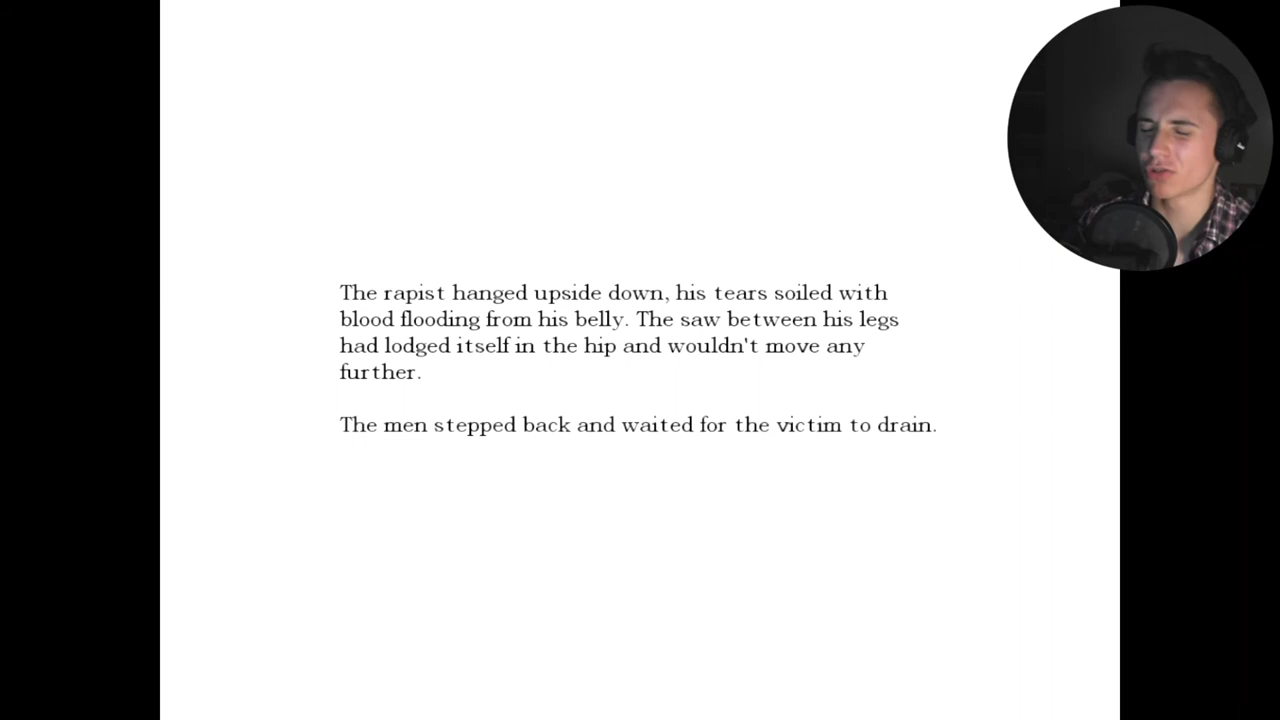 The rapist hanged upside down, his tears soiled with
blood flooding from his belly. The saw between his legs
had lodged itself in the hip and wouldn't move any
further.
The men stepped back and waited for the victim to drain.